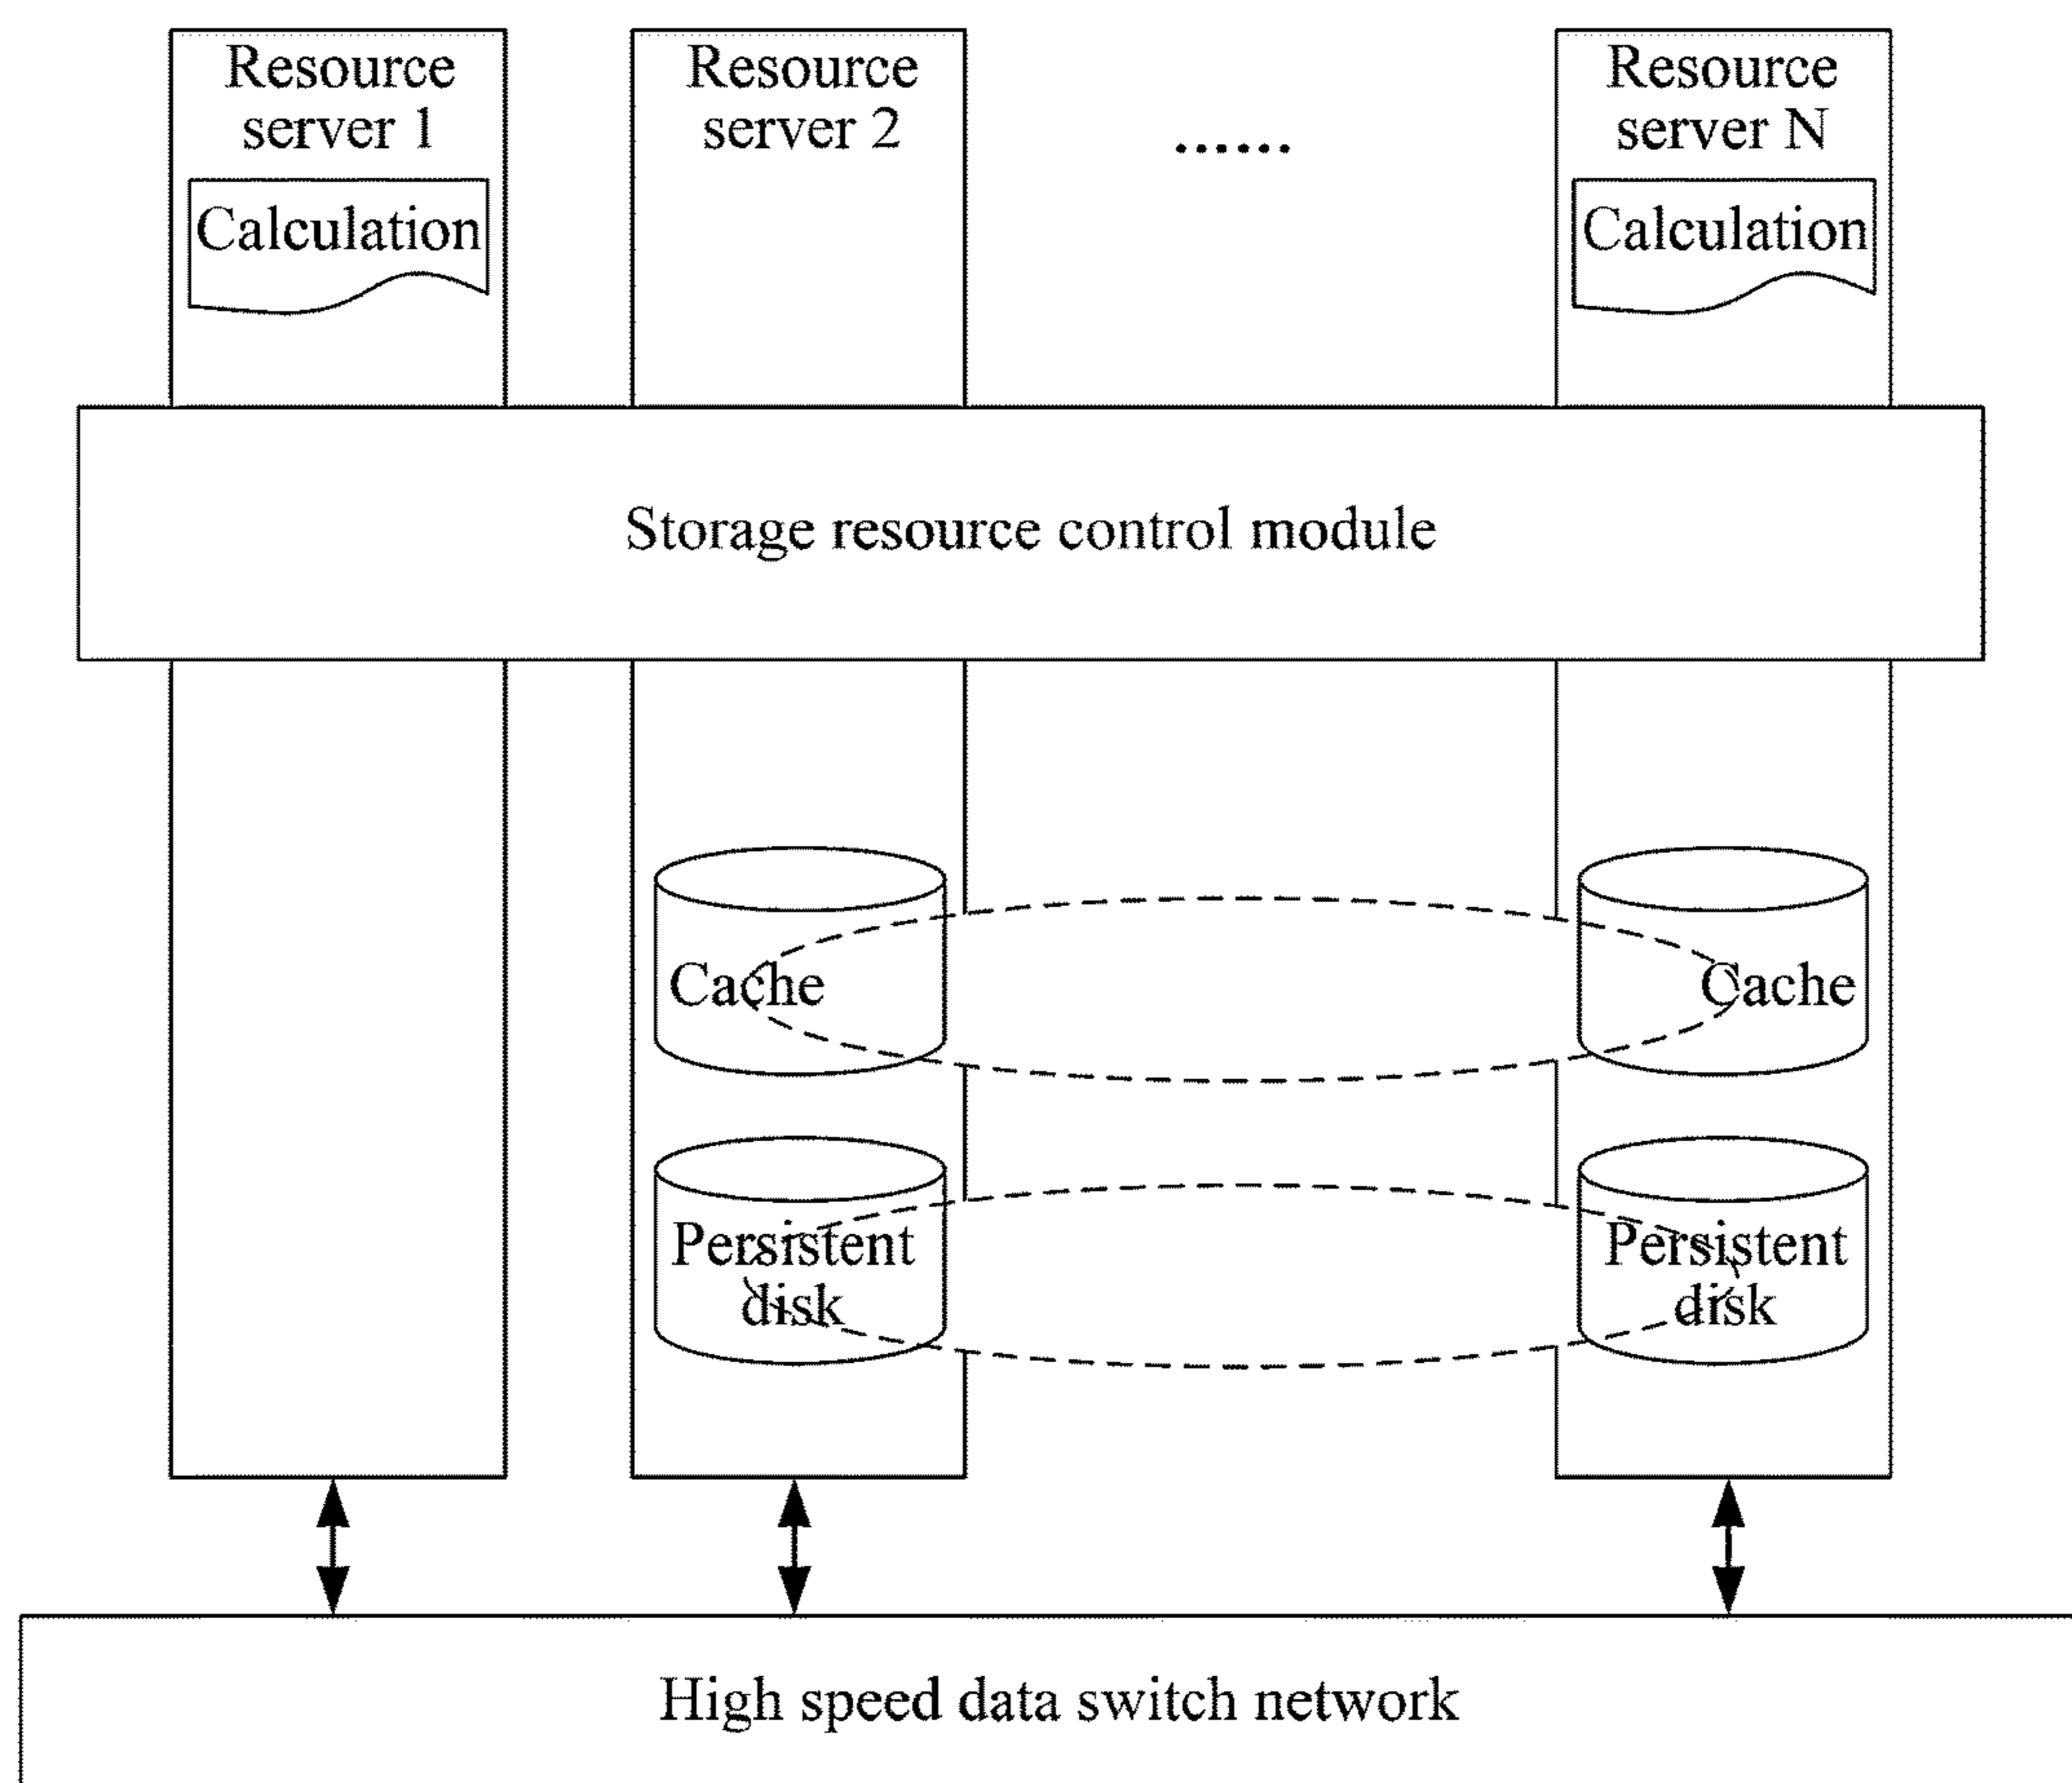 Resource
server 1
Resource
server 2
......
Resource
server N
Calculation
Calculation
Storage resource control module
Cache
Cache
Persistent
disk
Persistent
disk
High speed data switch network